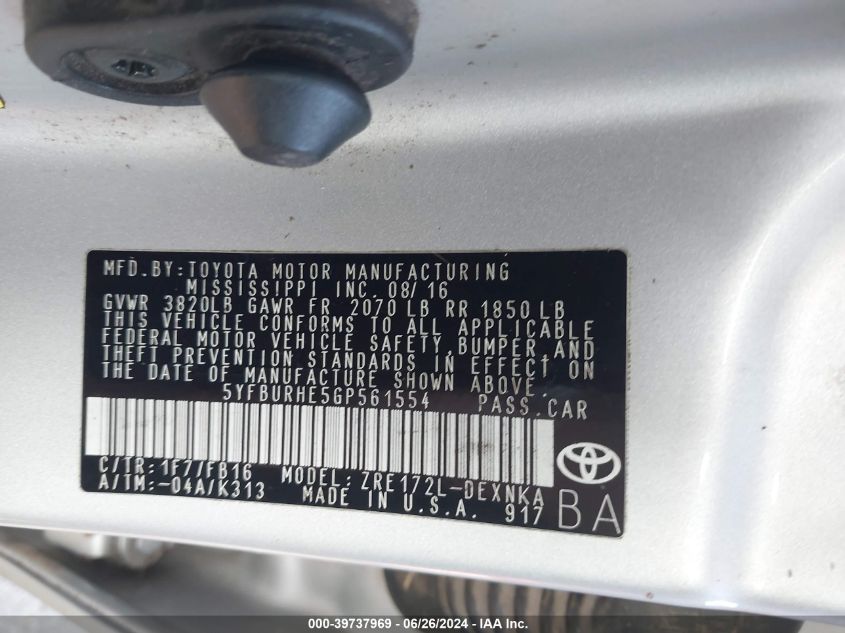 MFD.BY:TOYOTA MOTOR MANUFACTURING
MISSISSIPPI INC. 08/16
GVWR 3820LB GAWR FR 2070 LB RR 1850 LB
THIS VEHICLE CONFORMS TO ALL APPLICABLE
FEDERAL MOTOR VEHICLE SAFETY, BUMPER, AND
THEFT PREVENTION STANDARDS IN EFFECT ON
THE DATE OF MANUFACTURE SHOWN ABOVE.
5YFBURHE5GP561554 PASS.CAR
C/TR:1F7/FB16 MODEL:ZRE172L-DEXNKA
A/TM:-04A/K313 MADE IN U.S.A. 917
BA
000-39737969 - 06/26/2024 - IAAI.COM